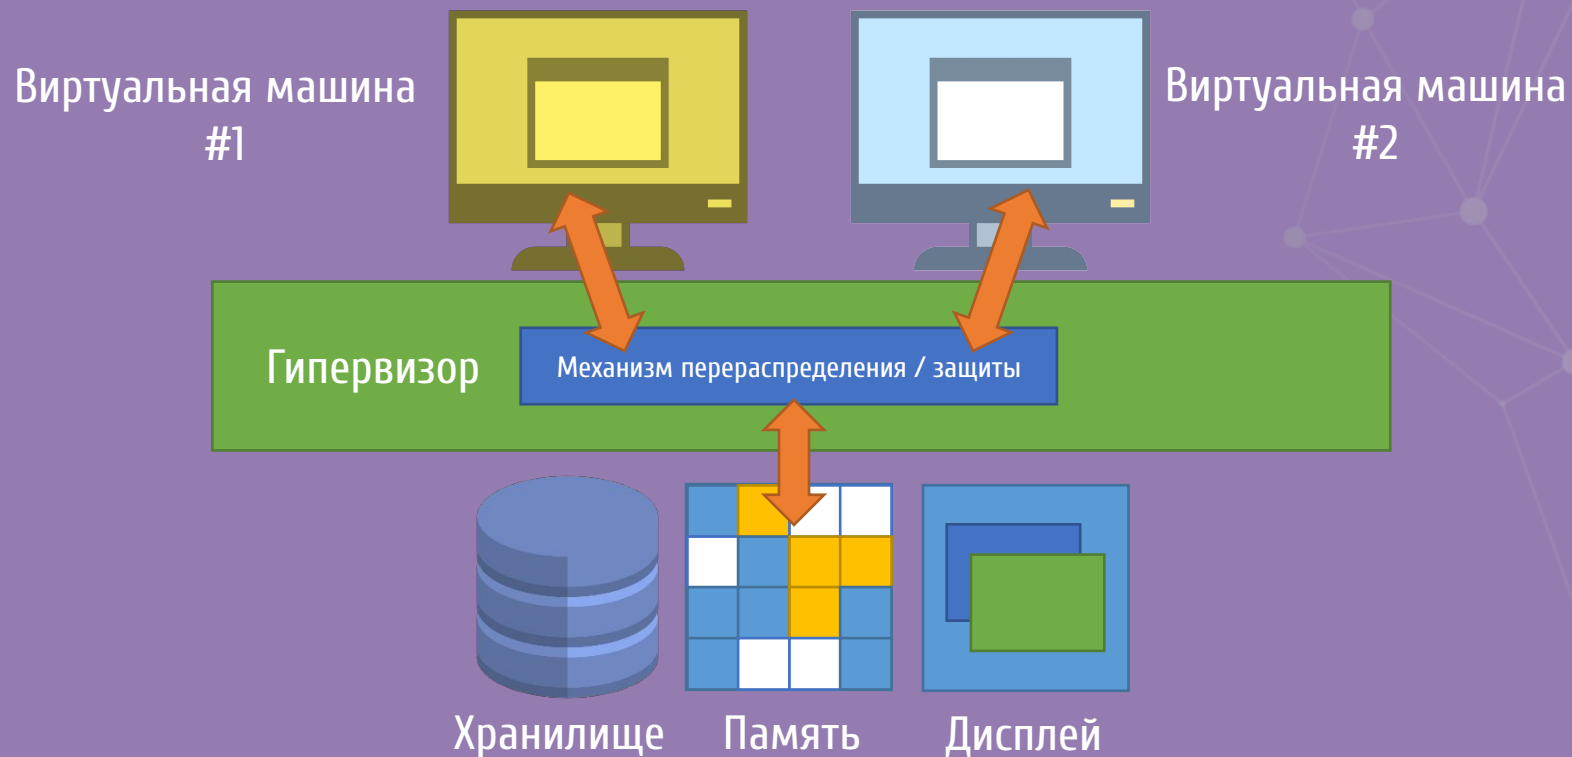 Виртуальная машина
#1
Виртуальная машина
#2
Гипервизор
Механизм перераспределения / защиты
Хранилище
Память
Дисплей